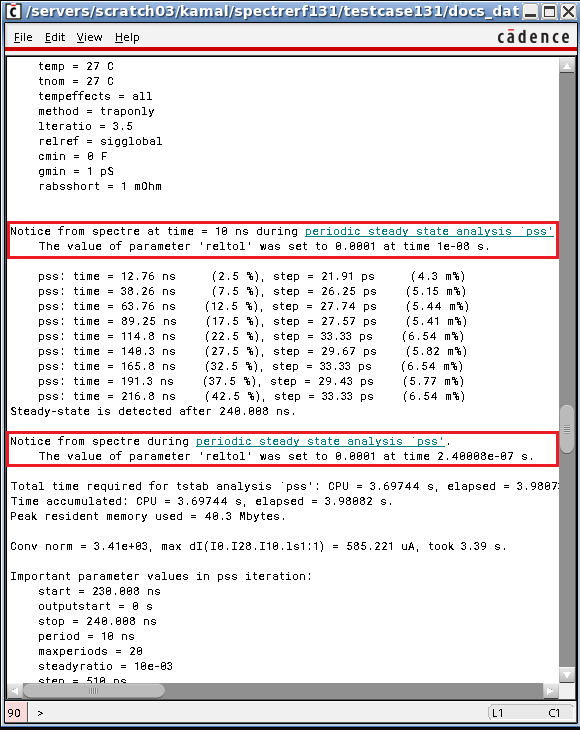 /servers/scratch03/kamal/spectrerf131/testcase131/docs_dat
File Edit View Help
cādence
temp = 27 C
tnom = 27 C
tempeffects = all
method = traponly
lteratio = 3.5
relref = sigglobal
cmin = 0 F
gmin = 1 pS
rabsshort = 1 mOhm
Notice from spectre at time = 10 ns during periodic steady state analysis `pss'
The value of parameter 'reltol' was set to 0.0001 at time 1e-08 s.
pss: time = 12.76 ns (2.5 %), step = 21.91 ps (4.3 m%)
pss: time = 38.26 ns (7.5 %), step = 26.25 ps (5.15 m%)
pss: time = 63.76 ns (12.5 %), step = 27.74 ps (5.44 m%)
pss: time = 89.25 ns (17.5 %), step = 27.57 ps (5.41 m%)
pss: time = 114.8 ns (22.5 %), step = 33.33 ps (6.54 m%)
pss: time = 140.3 ns (27.5 %), step = 29.67 ps (5.82 m%)
pss: time = 165.8 ns (32.5 %), step = 33.33 ps (6.54 m%)
pss: time = 191.3 ns (37.5 %), step = 29.43 ps (5.77 m%)
pss: time = 216.8 ns (42.5 %), step = 33.33 ps (6.54 m%)
Steady-state is detected after 240.008 ns.
Notice from spectre during periodic steady state analysis `pss'.
The value of parameter 'reltol' was set to 0.0001 at time 2.40008e-07 s.
Total time required for tstab analysis `pss': CPU = 3.69744 s, elapsed = 3.9807
Time accumulated: CPU = 3.69744 s, elapsed = 3.98082 s.
Peak resident memory used = 40.3 Mbytes.
Conv norm = 3.41e+03, max dI(I0.I28.I10.ls1:1) = 585.221 uA, took 3.39 s.
Important parameter values in pss iteration:
start = 230.008 ns
outputstart = 0 s
stop = 240.008 ns
period = 10 ns
maxperiods = 20
steadyratio = 10e-03
step = 510 ps
90 > L1 C1